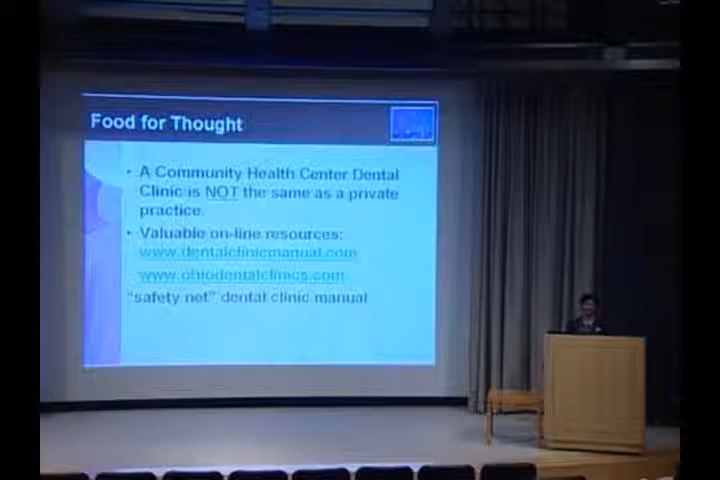 Food for Thought
• A Community Health Center Dental
Clinic is NOT the same as a private
practice.
• Valuable on-line resources:
www.dentalclinicmanual.com
www.ohiodentalclinics.com
"safety net" dental clinic manual